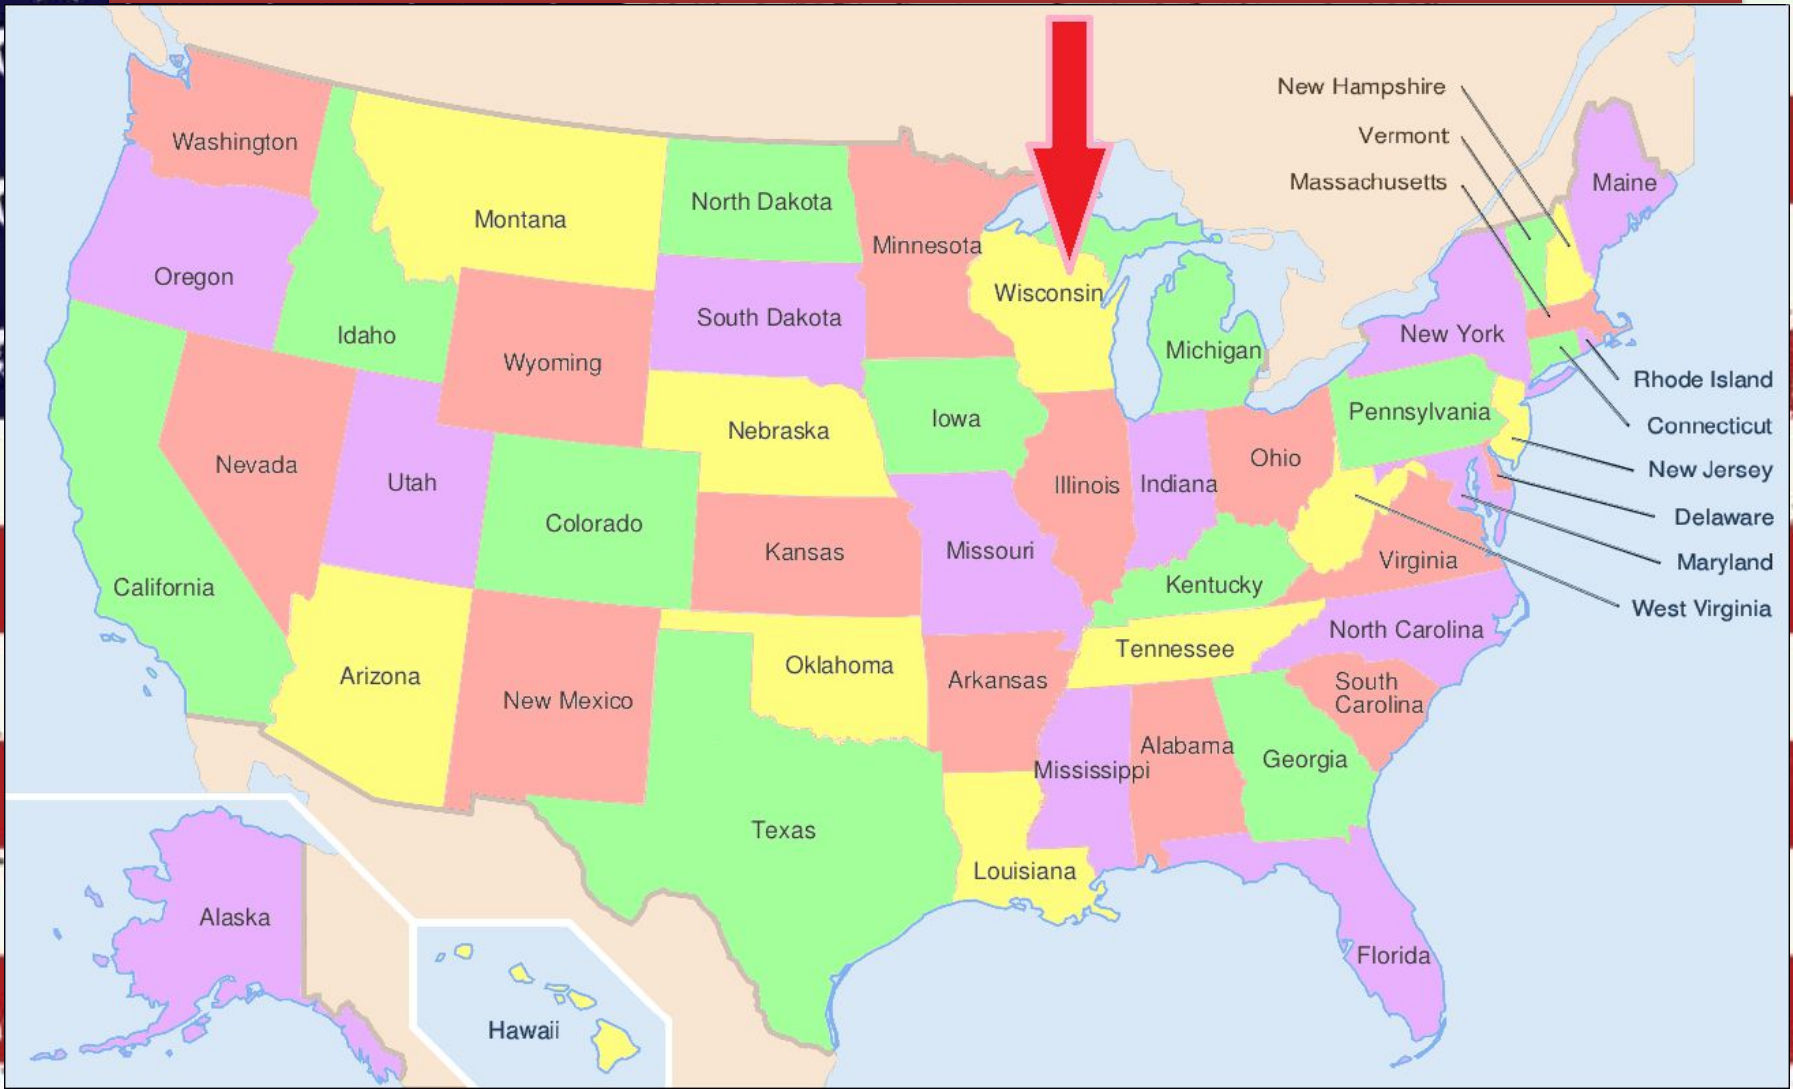 New Hampshire
Vermont
Massachusetts
Maine
Washington
Montana
North Dakota
Minnesota
Oregon
Idaho
Wisconsin
South Dakota
Wyoming
Michigan
New York
Rhode Island
Nebraska
Iowa
Pennsylvania
Connecticut
Nevada
Utah
Illinois
Indiana
Ohio
New Jersey
Colorado
Kansas
Missouri
Delaware
California
Kentucky
Virginia
Maryland
West Virginia
Arizona
New Mexico
Oklahoma
Arkansas
Tennessee
North Carolina
South
Carolina
Texas
Mississippi
Alabama
Georgia
Louisiana
Alaska
Florida
Hawaii